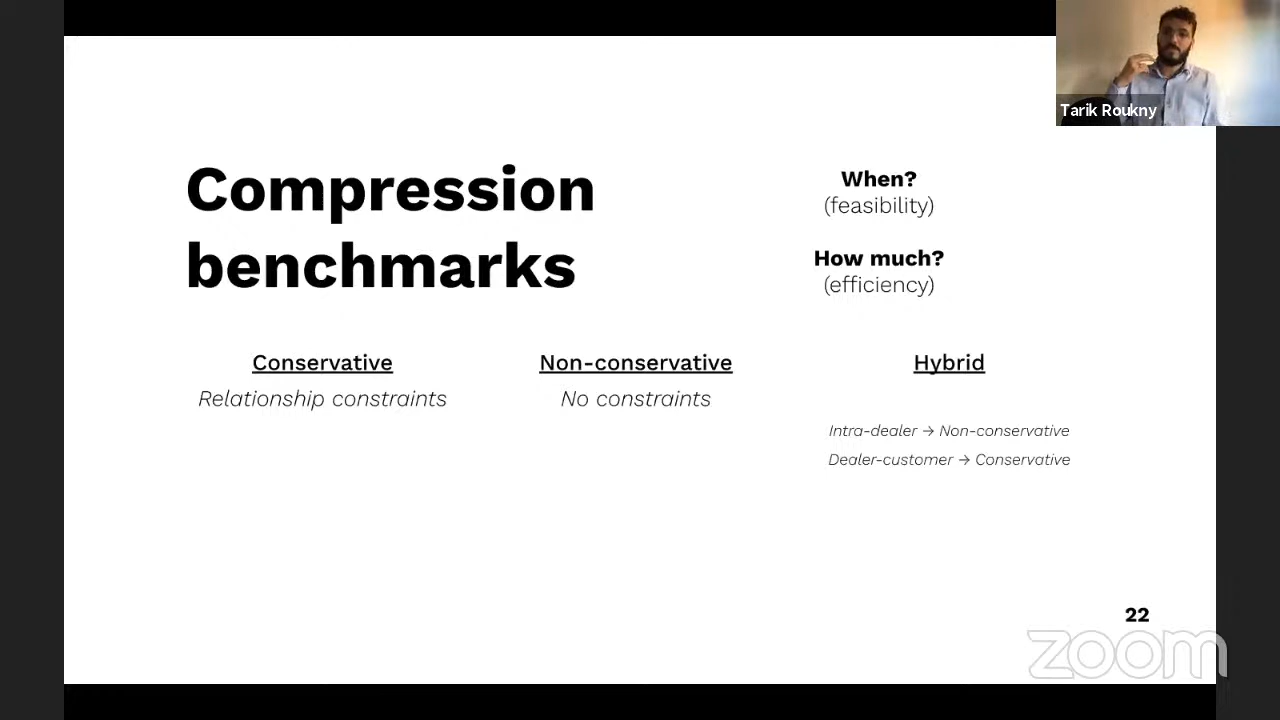 Tarik Roukny
Compression
benchmarks
When?
(feasibility)
How much?
(efficiency)
Conservative
Relationship constraints
Non-conservative
No constraints
Hybrid
Intra-dealer → Non-conservative
Dealer-customer → Conservative
22
zoom